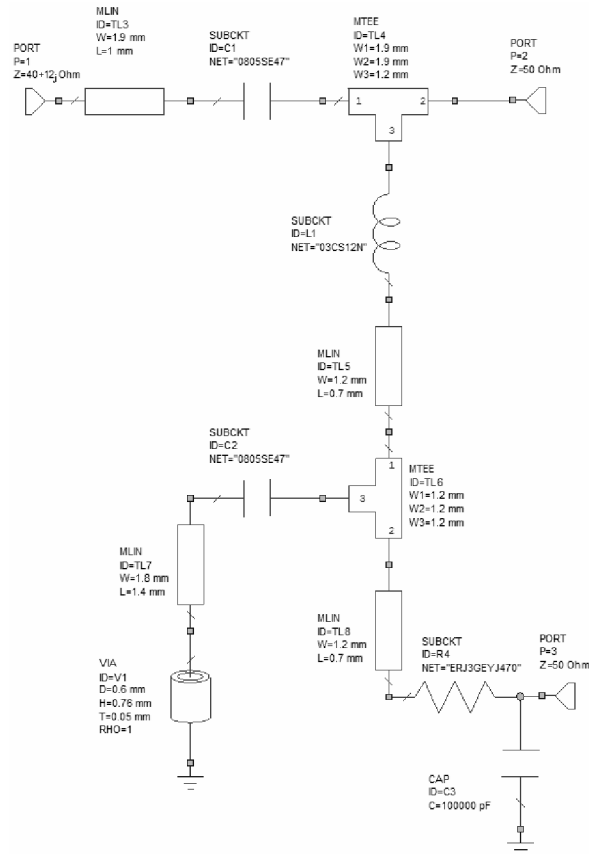 MLIN
ID=TL3
W=1.9 mm
L=1 mm
PORT
P=1
Z=40+12j Ohm
SUBCKT
ID=C1
NET="0805SE47"
MTEE
ID=TL4
W1=1.9 mm
W2=1.9 mm
W3=1.2 mm
PORT
P=2
Z=50 Ohm
1
2
3
SUBCKT
ID=L1
NET="03CS12N"
MLIN
ID=TL5
W=1.2 mm
L=0.7 mm
SUBCKT
ID=C2
NET="0805SE47"
1
3
2
MTEE
ID=TL6
W1=1.2 mm
W2=1.2 mm
W3=1.2 mm
MLIN
ID=TL7
W=1.8 mm
L=1.4 mm
MLIN
ID=TL8
W=1.2 mm
L=0.7 mm
SUBCKT
ID=R4
NET="ERJ3GEYJ470"
PORT
P=3
Z=50 Ohm
VIA
ID=V1
D=0.6 mm
H=0.76 mm
T=0.05 mm
RHO=1
CAP
ID=C3
C=100000 pF